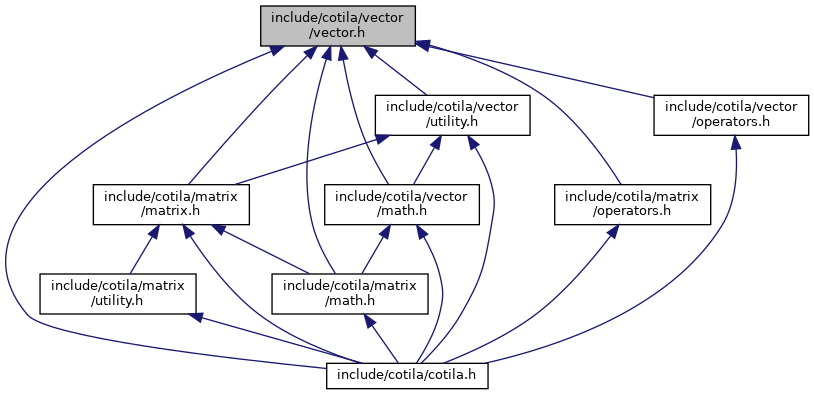 include/cotila/vector
/vector.h
include/cotila/vector
/utility.h
include/cotila/vector
/operators.h
include/cotila/matrix
/matrix.h
include/cotila/vector
/math.h
include/cotila/matrix
/operators.h
include/cotila/matrix
/utility.h
include/cotila/matrix
/math.h
include/cotila/cotila.h